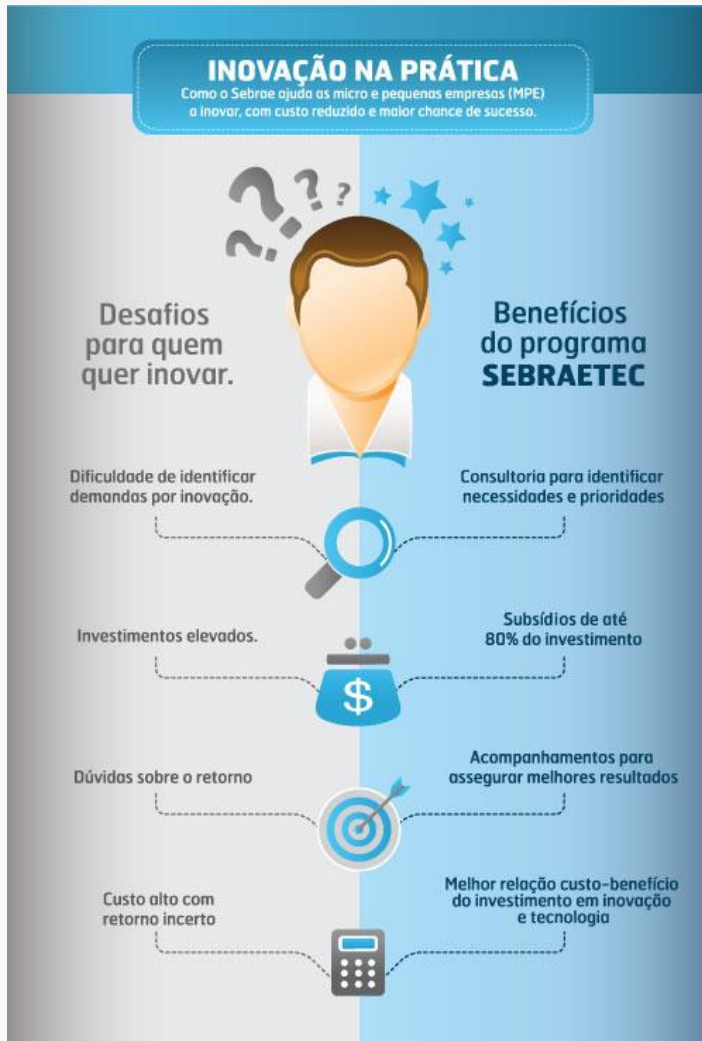 INOVAÇÃO NA PRÁTICA
Como o Sebrae ajuda as micro e pequenas empresas (MPE)
a inovar, com custo reduzido e maior chance de sucesso.
? ? ? ?
Desafios
para quem
quer inovar.
Benefícios
do programa
SEBRAETEC
Dificuldade de identificar
demandas por inovação.
Consultoria para identificar
necessidades e prioridades
Investimentos elevados.
Subsídios de até
80% do investimento
$
Dúvidas sobre o retorno
Acompanhamentos para
assegurar melhores resultados
Custo alto com
retorno incerto
Melhor relação custo-benefício
do investimento em inovação
e tecnologia